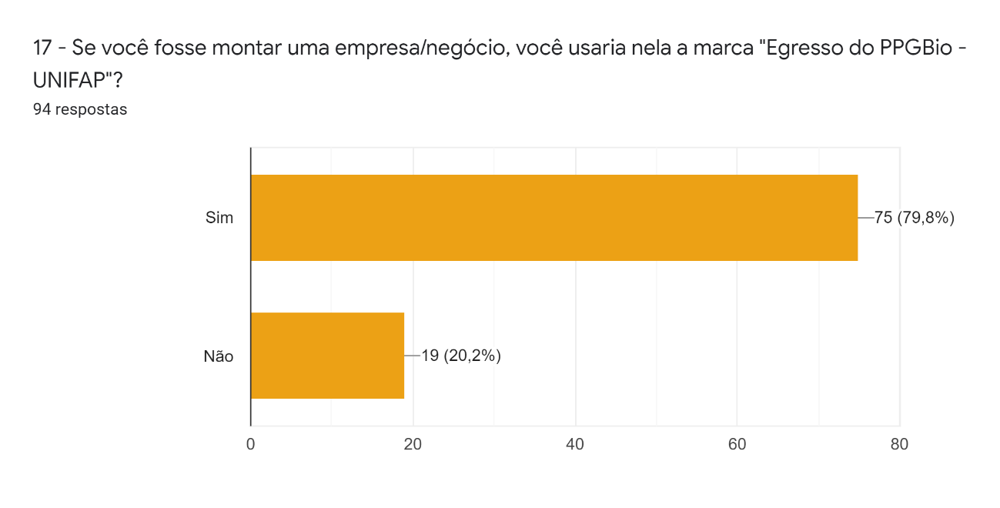 17 - Se você fosse montar uma empresa/negócio, você usaria nela a marca "Egresso do PPGBio -
UNIFAP"?
94 respostas
Sim
75 (79,8%)
Não
19 (20,2%)
0 20 40 60 80